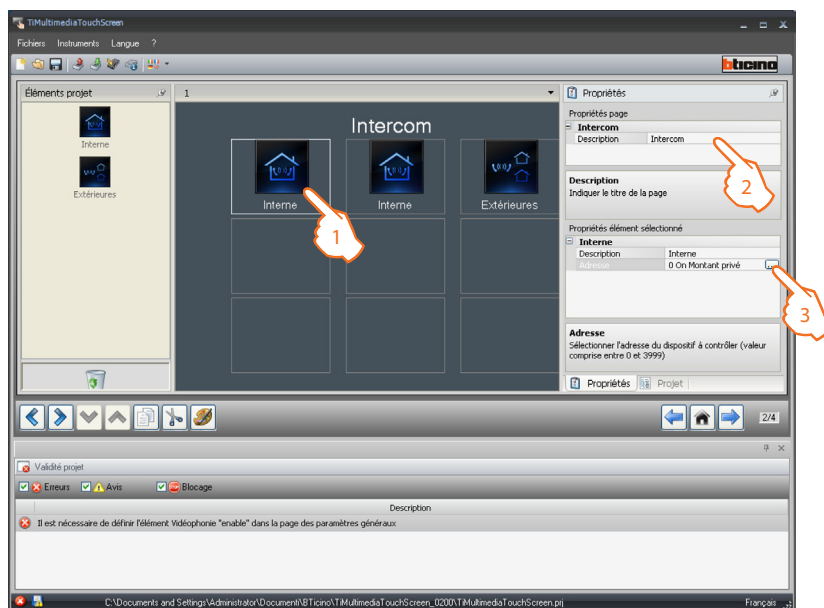 TiMultimediaTouchScreen
Fichiers Instruments Langue ?
bticino
Éléments projet
Interne
Extérieures
1
Intercom
Interne
Interne
Extérieures
1
Propriétés
Propriétés page
Intercom
Description Intercom
Description
Indiquer le titre de la page
2
Propriétés élément sélectionné
Interne
Description Interne
Adresse 0 On Montant privé ...
3
Adresse
Sélectionner l'adresse du dispositif à contrôler (valeur
comprise entre 0 et 3999)
Propriétés Projet
2/4
Validité projet
Erreurs Avis Blocage
Description
Il est nécessaire de définir l'élément Vidéophonie "enable" dans la page des paramètres généraux
C:\Documents and Settings\Administrator\Documenti\BTicino\TiMultimediaTouchScreen_0200\TiMultimediaTouchScreen.prj
Français